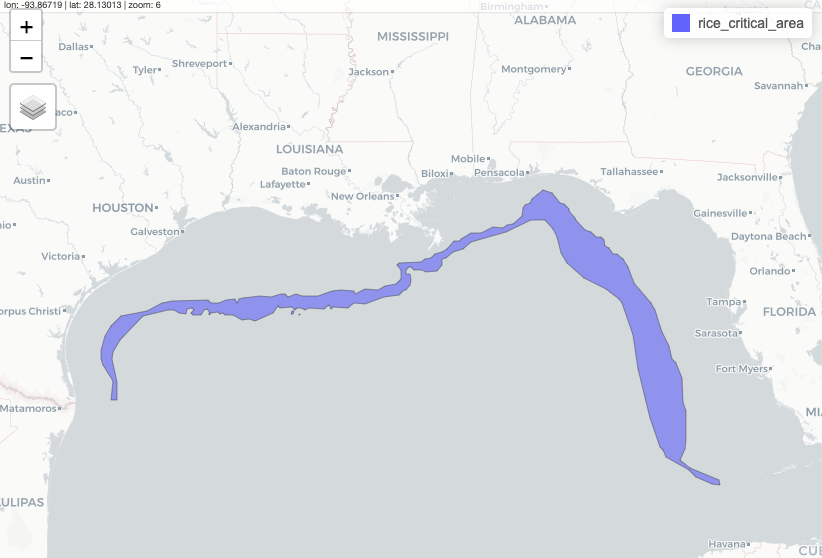 lon: -93.86719 | lat: 28.13013 | zoom: 6
+
−
rice_critical_area
Birmingham
ALABAMA
MISSISSIPPI
Dallas
Tyler
Shreveport
Jackson
Montgomery
GEORGIA
Savannah
aco
EXAS
Alexandria
LOUISIANA
Baton Rouge
Lafayette
New Orleans
Mobile
Biloxi
Pensacola
Tallahassee
Jacksonville
Austin
HOUSTON
Galveston
Gainesville
nio
Daytona Beach
Victoria
Orlando
orpus Christi
Tampa
FLORIDA
Sarasota
Fort Myers
Matamoros
MI
ULIPAS
Havana
CU